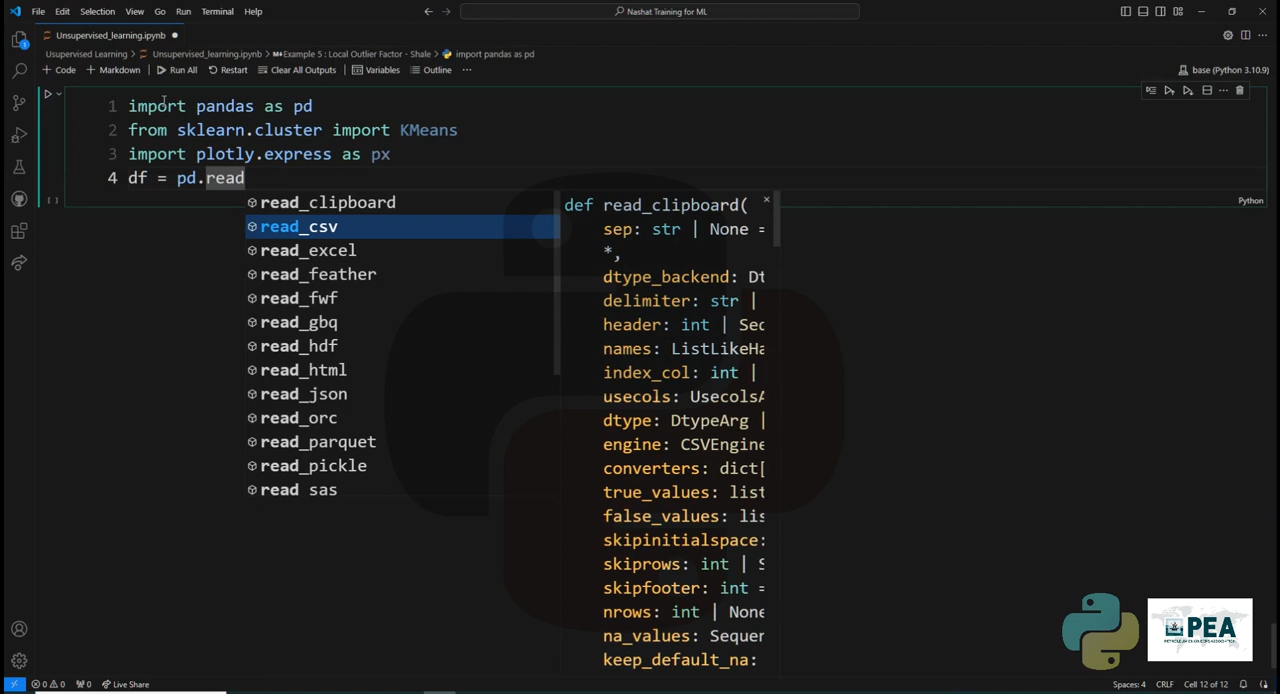 File Edit Selection View Go Run Terminal Help
Nashat Training for ML
Unsupervised_learning.ipynb
Usupervised Learning > Unsupervised_learning.ipynb > Example 5 : Local Outlier Factor - Shale > import pandas as pd
+ Code + Markdown Run All Restart Clear All Outputs Variables Outline ...
base (Python 3.10.9)
1 import pandas as pd
2 from sklearn.cluster import KMeans
3 import plotly.express as px
4 df = pd.read
[ ]
Python
read_clipboard
read_csv
read_excel
read_feather
read_fwf
read_gbq
read_hdf
read_html
read_json
read_orc
read_parquet
read_pickle
read_sas
def read_clipboard(
sep: str | None =
*,
dtype_backend: Dt
delimiter: str |
header: int | Seq
names: ListLikeHa
index_col: int |
usecols: UsecolsA
dtype: DtypeArg |
engine: CSVEngine
converters: dict[
true_values: list
false_values: lis
skipinitialspace:
skiprows: int | S
skipfooter: int =
nrows: int | None
na_values: Sequen
keep_default_na:
PEA
0 0 0 Live Share
Spaces: 4 CRLF Cell 12 of 12